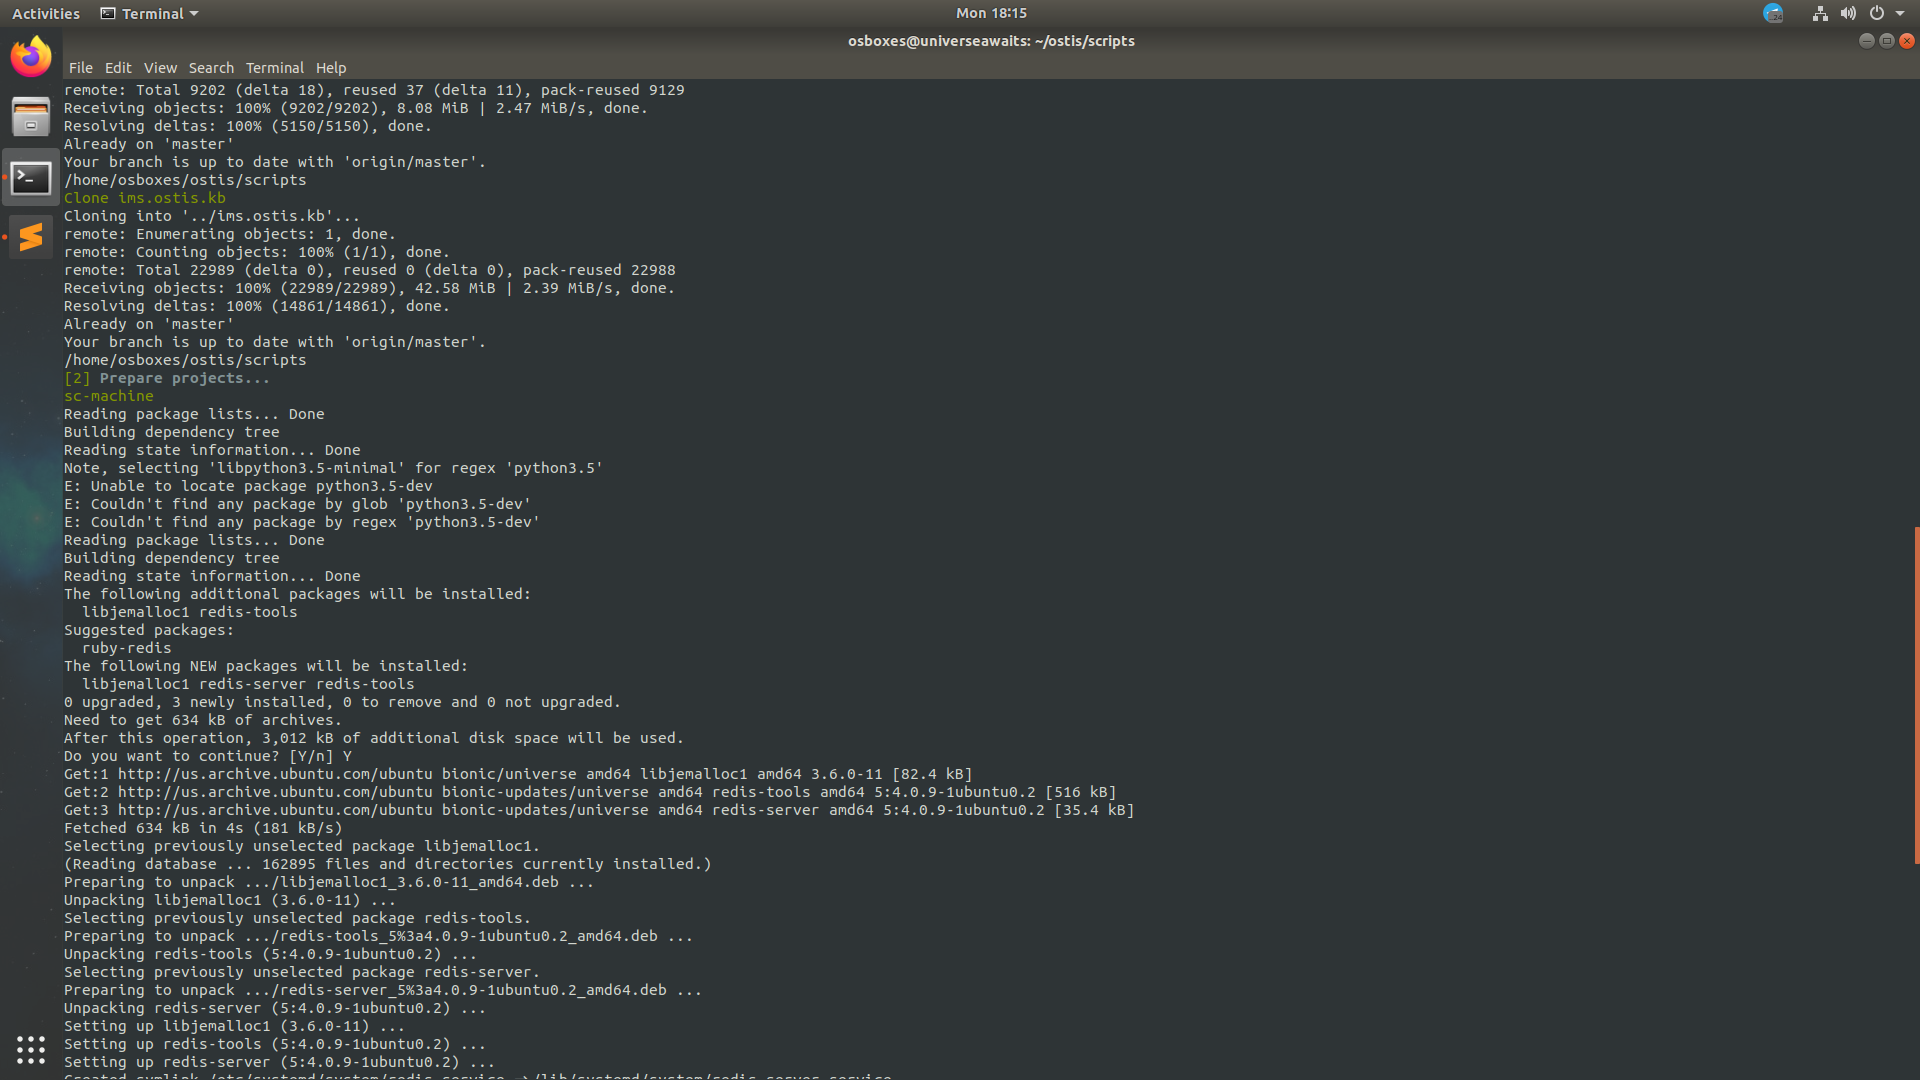 Activities
Terminal
Mon 18:15
24
osboxes@universeawaits: ~/ostis/scripts
File Edit View Search Terminal Help
remote: Total 9202 (delta 18), reused 37 (delta 11), pack-reused 9129
Receiving objects: 100% (9202/9202), 8.08 MiB | 2.47 MiB/s, done.
Resolving deltas: 100% (5150/5150), done.
Already on 'master'
Your branch is up to date with 'origin/master'.
/home/osboxes/ostis/scripts
Clone ims.ostis.kb
Cloning into '../ims.ostis.kb'...
remote: Enumerating objects: 1, done.
remote: Counting objects: 100% (1/1), done.
remote: Total 22989 (delta 0), reused 0 (delta 0), pack-reused 22988
Receiving objects: 100% (22989/22989), 42.58 MiB | 2.39 MiB/s, done.
Resolving deltas: 100% (14861/14861), done.
Already on 'master'
Your branch is up to date with 'origin/master'.
/home/osboxes/ostis/scripts
[2] Prepare projects...
sc-machine
Reading package lists... Done
Building dependency tree
Reading state information... Done
Note, selecting 'libpython3.5-minimal' for regex 'python3.5'
E: Unable to locate package python3.5-dev
E: Couldn't find any package by glob 'python3.5-dev'
E: Couldn't find any package by regex 'python3.5-dev'
Reading package lists... Done
Building dependency tree
Reading state information... Done
The following additional packages will be installed:
libjemalloc1 redis-tools
Suggested packages:
ruby-redis
The following NEW packages will be installed:
libjemalloc1 redis-server redis-tools
0 upgraded, 3 newly installed, 0 to remove and 0 not upgraded.
Need to get 634 kB of archives.
After this operation, 3,012 kB of additional disk space will be used.
Do you want to continue? [Y/n] Y
Get:1 http://us.archive.ubuntu.com/ubuntu bionic/universe amd64 libjemalloc1 amd64 3.6.0-11 [82.4 kB]
Get:2 http://us.archive.ubuntu.com/ubuntu bionic-updates/universe amd64 redis-tools amd64 5:4.0.9-1ubuntu0.2 [516 kB]
Get:3 http://us.archive.ubuntu.com/ubuntu bionic-updates/universe amd64 redis-server amd64 5:4.0.9-1ubuntu0.2 [35.4 kB]
Fetched 634 kB in 4s (181 kB/s)
Selecting previously unselected package libjemalloc1.
(Reading database ... 162895 files and directories currently installed.)
Preparing to unpack .../libjemalloc1_3.6.0-11_amd64.deb ...
Unpacking libjemalloc1 (3.6.0-11) ...
Selecting previously unselected package redis-tools.
Preparing to unpack .../redis-tools_5%3a4.0.9-1ubuntu0.2_amd64.deb ...
Unpacking redis-tools (5:4.0.9-1ubuntu0.2) ...
Selecting previously unselected package redis-server.
Preparing to unpack .../redis-server_5%3a4.0.9-1ubuntu0.2_amd64.deb ...
Unpacking redis-server (5:4.0.9-1ubuntu0.2) ...
Setting up libjemalloc1 (3.6.0-11) ...
Setting up redis-tools (5:4.0.9-1ubuntu0.2) ...
Setting up redis-server (5:4.0.9-1ubuntu0.2) ...
Created symlink /etc/systemd/system/redis.service → /lib/systemd/system/redis-server.service.